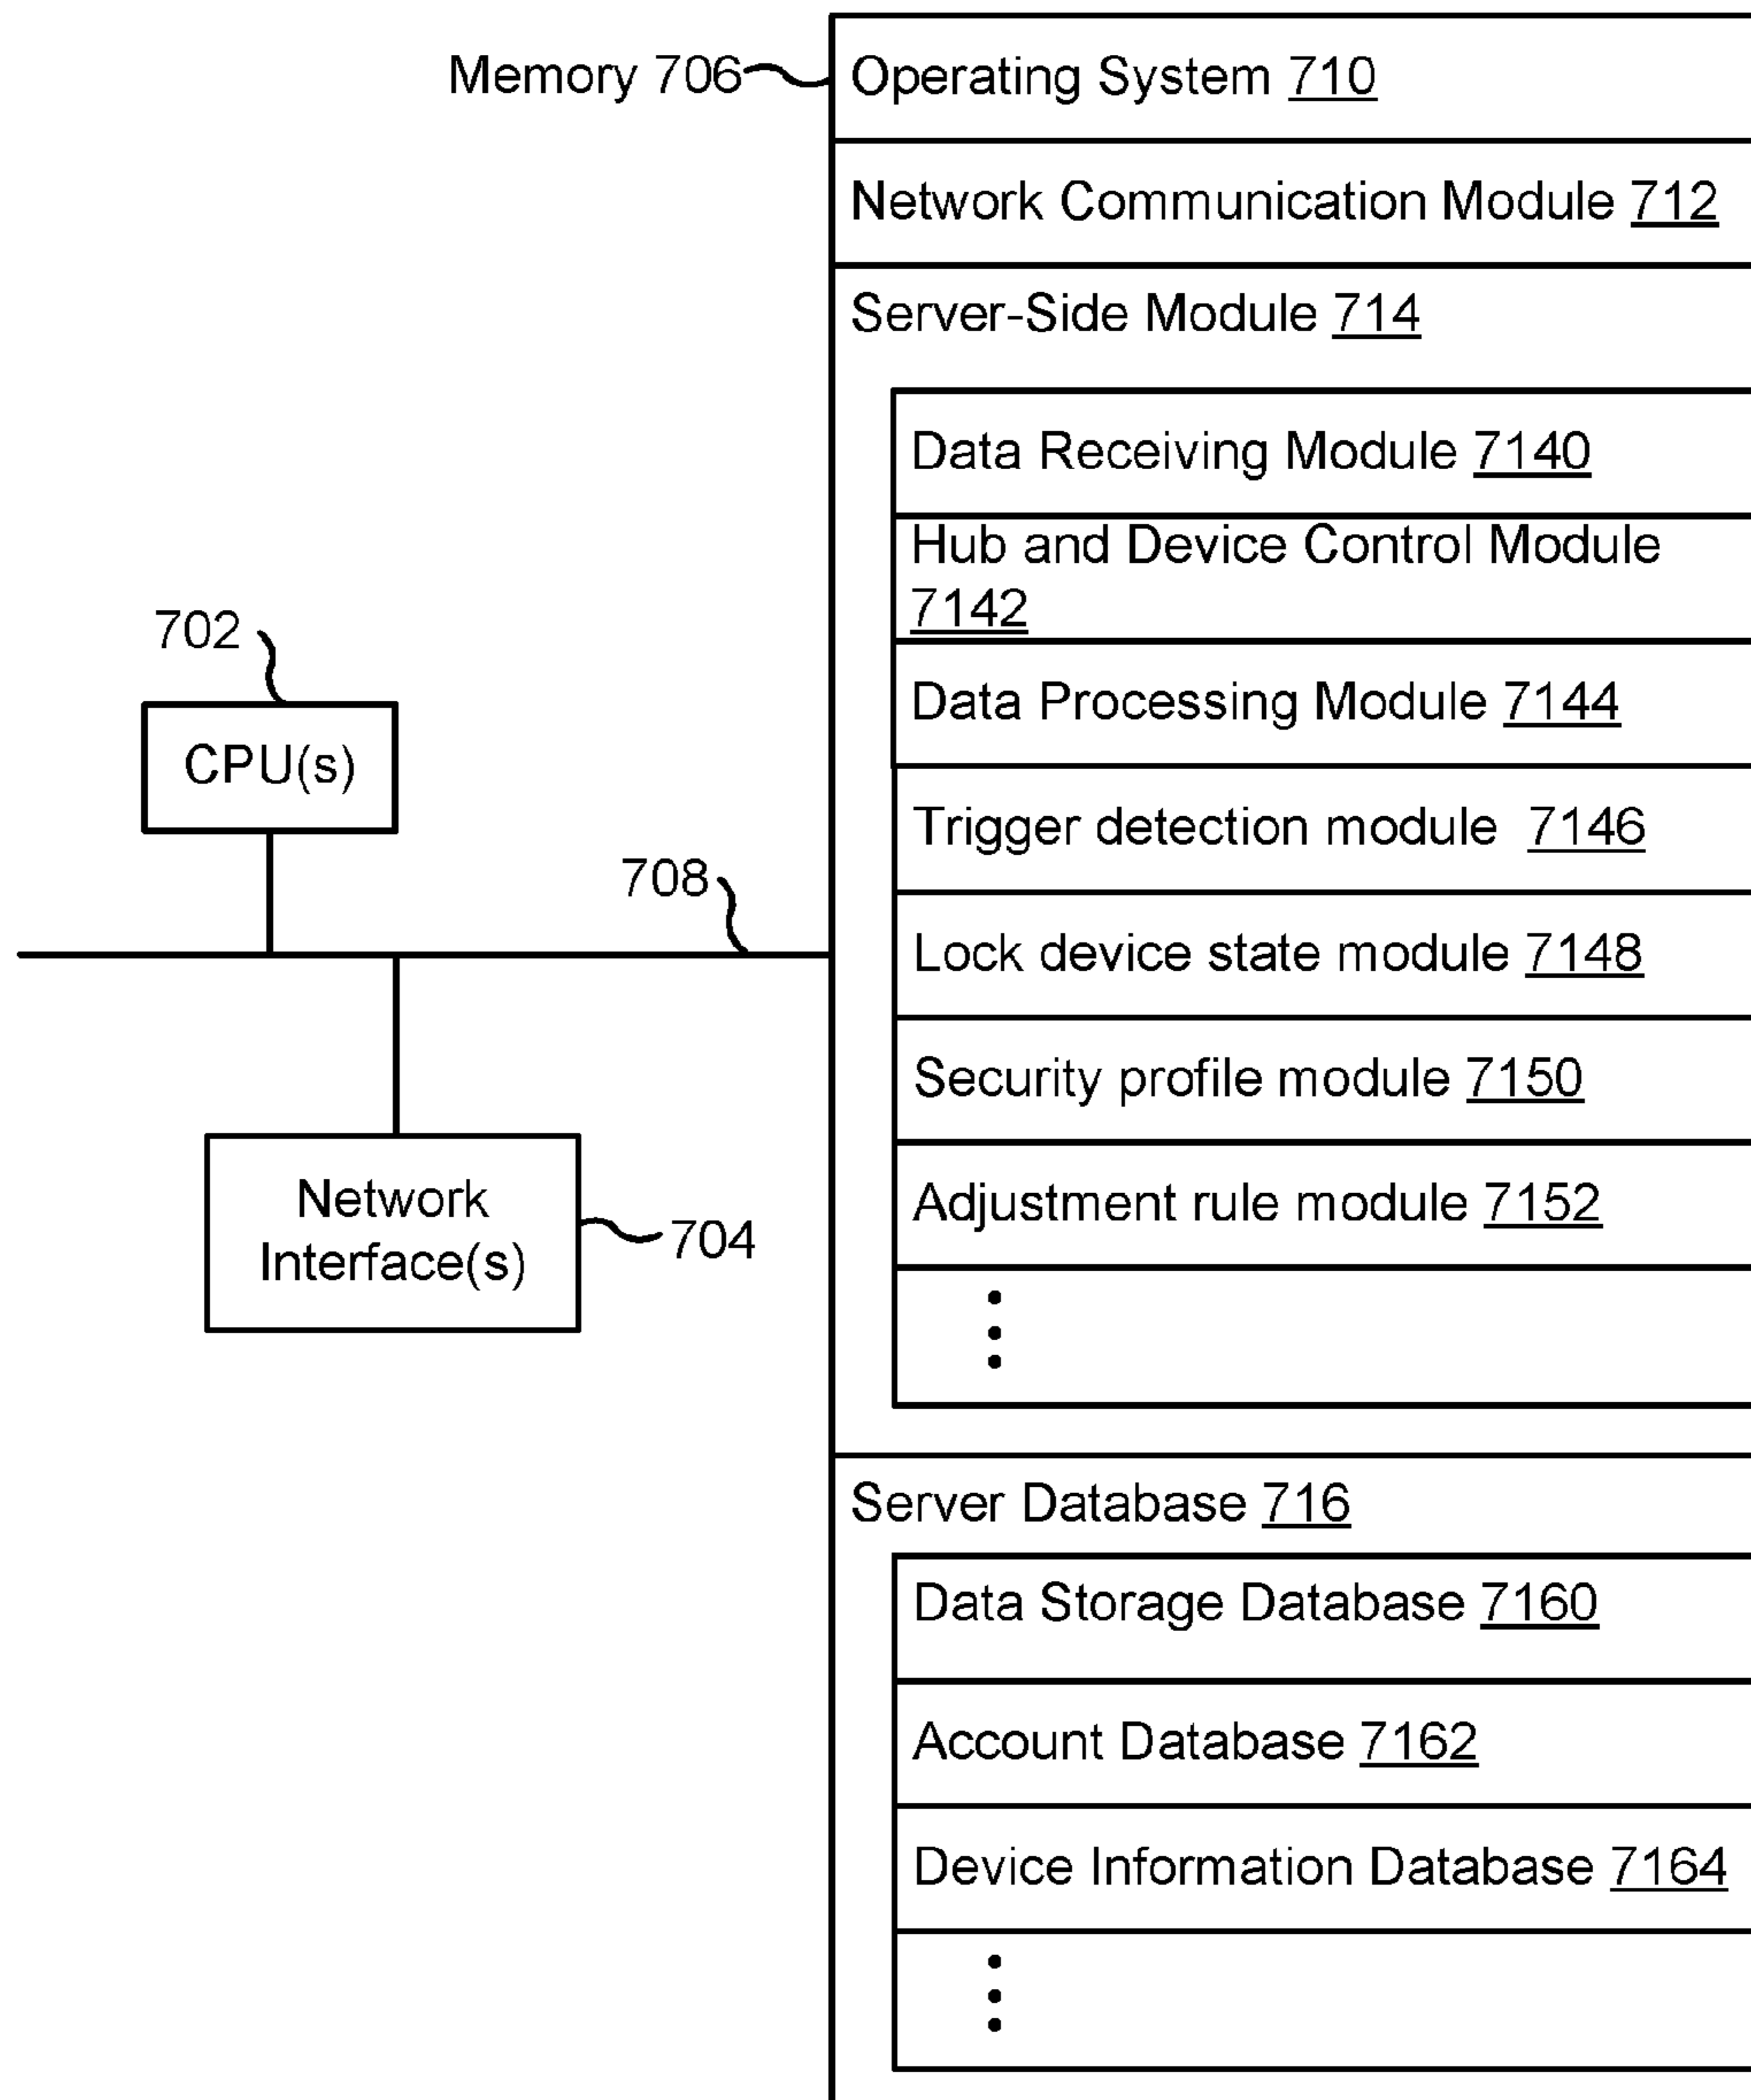 Memory 706
Operating System 710
Network Communication Module 712
Server-Side Module 714
Data Receiving Module 7140
Hub and Device Control Module
7142
Data Processing Module 7144
Trigger detection module 7146
Lock device state module 7148
Security profile module 7150
Adjustment rule module 7152
Server Database 716
Data Storage Database 7160
Account Database 7162
Device Information Database 7164
702
CPU(s)
708
Network
Interface(s)
704